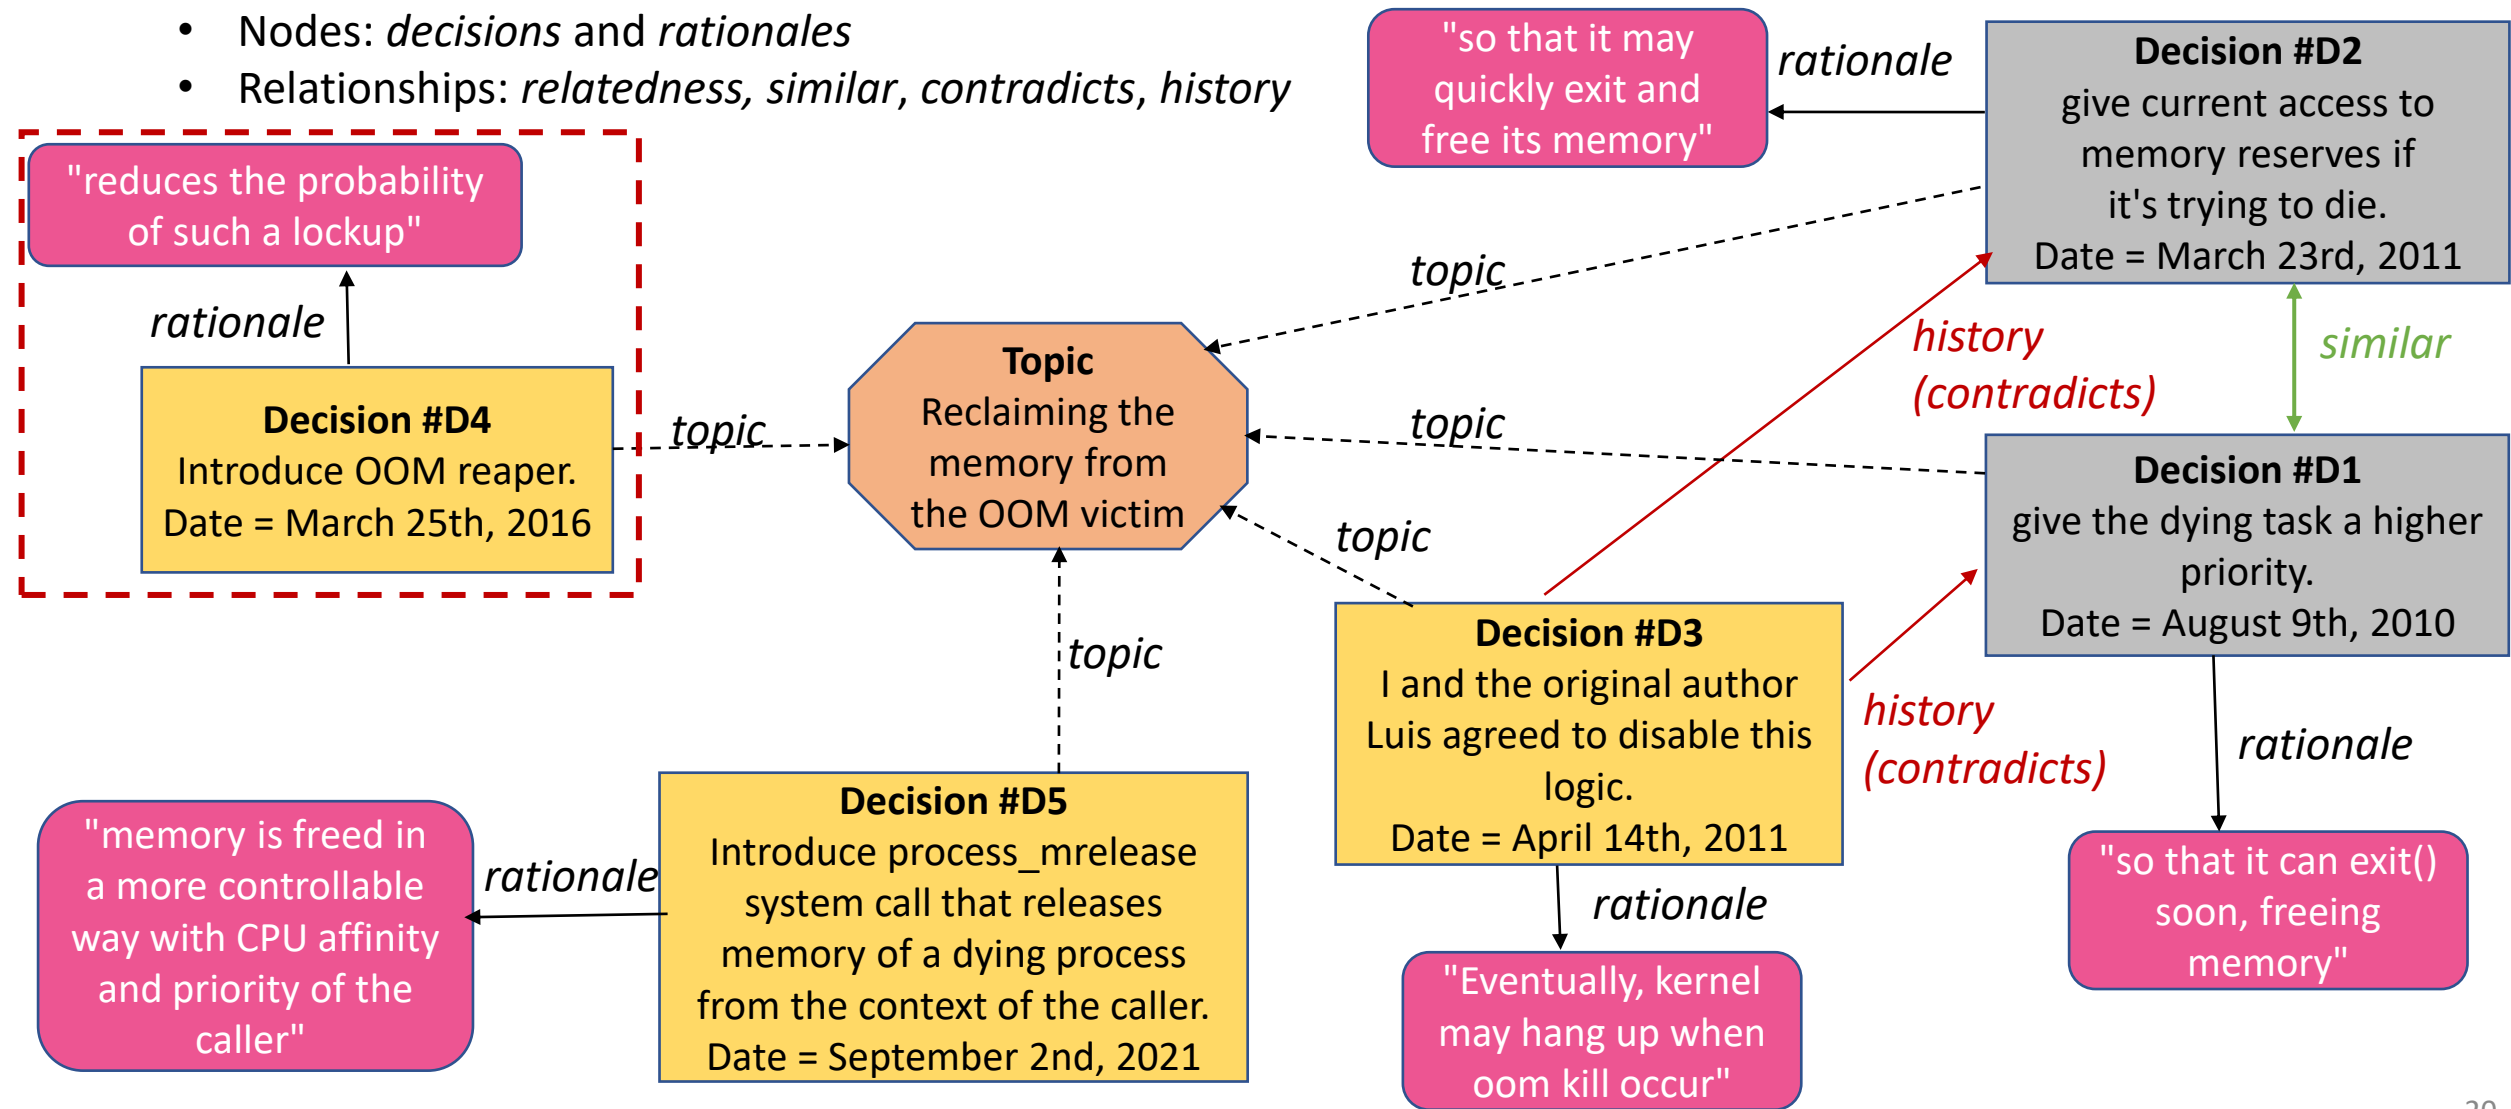 • Nodes: decisions and rationales
• Relationships: relatedness, similar, contradicts, history
"so that it may
quickly exit and
free its memory"
rationale
Decision #D2
give current access to
memory reserves if
it's trying to die.
Date = March 23rd, 2011
"reduces the probability
of such a lockup"
rationale
Decision #D4
Introduce OOM reaper.
Date = March 25th, 2016
topic
Topic
Reclaiming the
memory from
the OOM victim
topic
topic
topic
topic
history
(contradicts)
similar
Decision #D1
give the dying task a higher
priority.
Date = August 9th, 2010
Decision #D3
I and the original author
Luis agreed to disable this
logic.
Date = April 14th, 2011
history
(contradicts)
rationale
"so that it can exit()
soon, freeing
memory"
rationale
"Eventually, kernel
may hang up when
oom kill occur"
Decision #D5
Introduce process_mrelease
system call that releases
memory of a dying process
from the context of the caller.
Date = September 2nd, 2021
rationale
"memory is freed in
a more controllable
way with CPU affinity
and priority of the
caller"